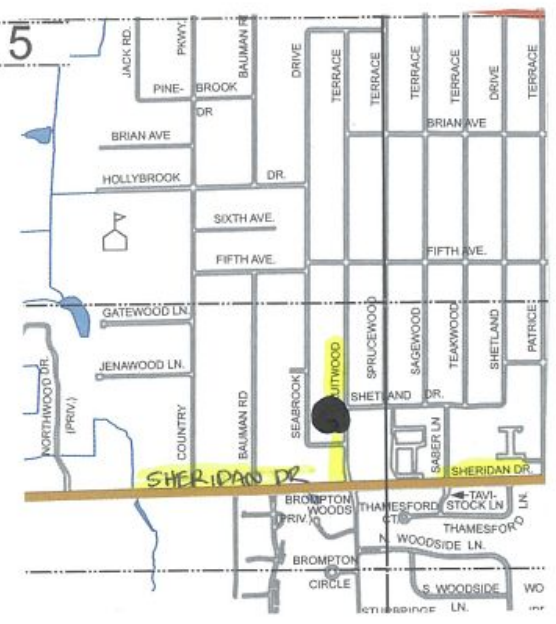 5
JACK RD.
PKWY.
DRIVE
TERRACE
TERRACE
TERRACE
TERRACE
DRIVE
TERRACE
PINE- BROOK
DR
BRIAN AVE
BRIAN AVE
HOLLYBROOK DR.
SIXTH AVE.
FIFTH AVE.
FIFTH AVE.
GATEWOOD LN.
JENAWOOD LN.
NORTHWOOD DR.
(PRIV.)
COUNTRY
BAUMAN RD
SEABROOK
UITWOOD
SPRUCEWOOD
SAGEWOOD
TEAKWOOD
SHETLAND
PATRICE
SHETLAND DR.
SABER LN
SHERIDAN DR
SHERIDAN DR.
BROMPTON
WOODS
(PRIV.)
THAMESFORD
CT.
TAVI-
STOCK LN
THAMESFORD LN.
N. WOODSIDE LN.
BROMPTON
CIRCLE
S. WOODSIDE
LN.
WO
STURBRIDGE